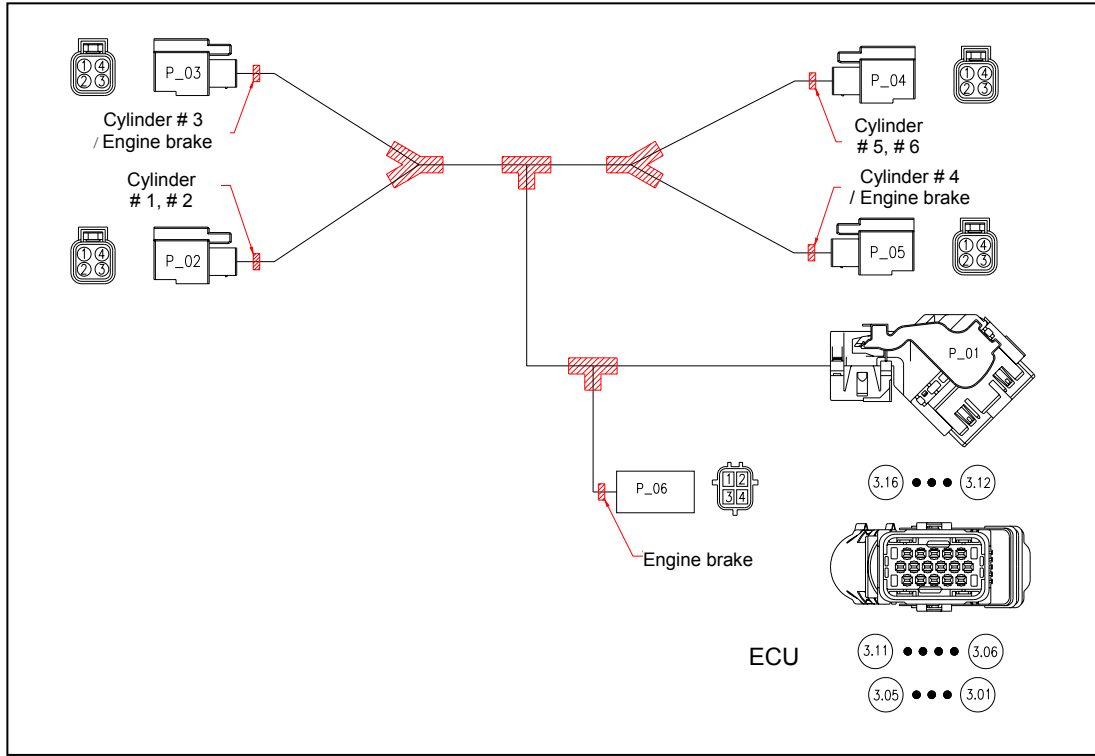 1 4
2 3
P_03
Cylinder # 3
/ Engine brake
P_04
1 4
2 3
Cylinder
# 5, # 6
Cylinder
# 1, # 2
Cylinder # 4
/ Engine brake
1 4
2 3
P_02
P_05
1 4
2 3
P_01
P_06
1 2
3 4
Engine brake
3.16 3.12
ECU
3.11 3.06
3.05 3.01